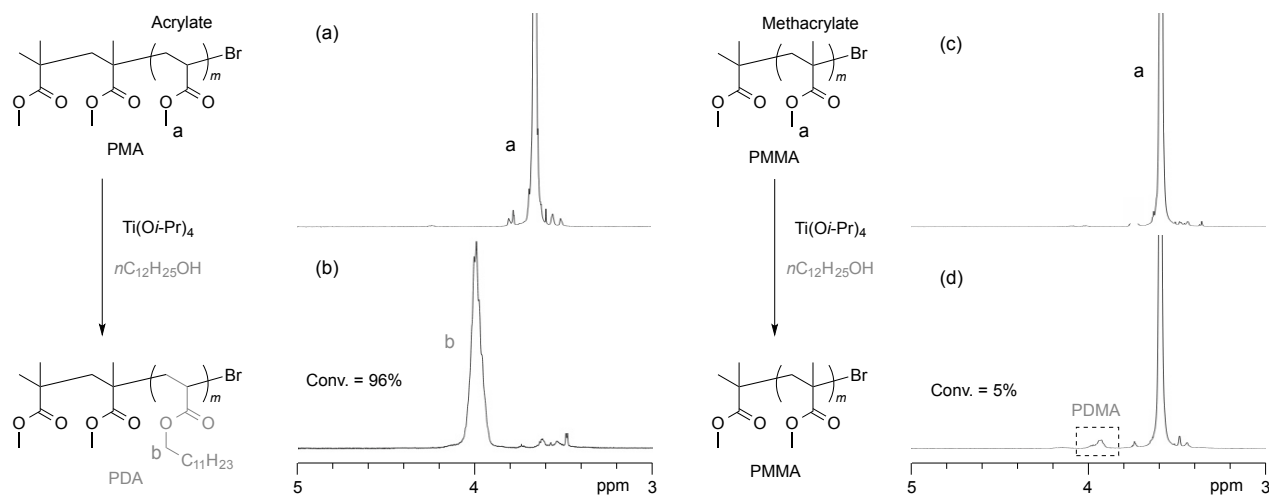 Acrylate
Br
m
O
O
O
O
O
O
a
PMA
Ti(Oi-Pr)4
nC12H25OH
Br
m
O
O
O
O
O
O
b
C11H23
PDA
(a)
a
(b)
b
Conv. = 96%
5
4
ppm
3
Methacrylate
Br
m
O
O
O
O
a
PMMA
Ti(Oi-Pr)4
nC12H25OH
Br
m
O
O
O
O
PMMA
(c)
a
(d)
Conv. = 5%
PDMA
5
4
ppm
3